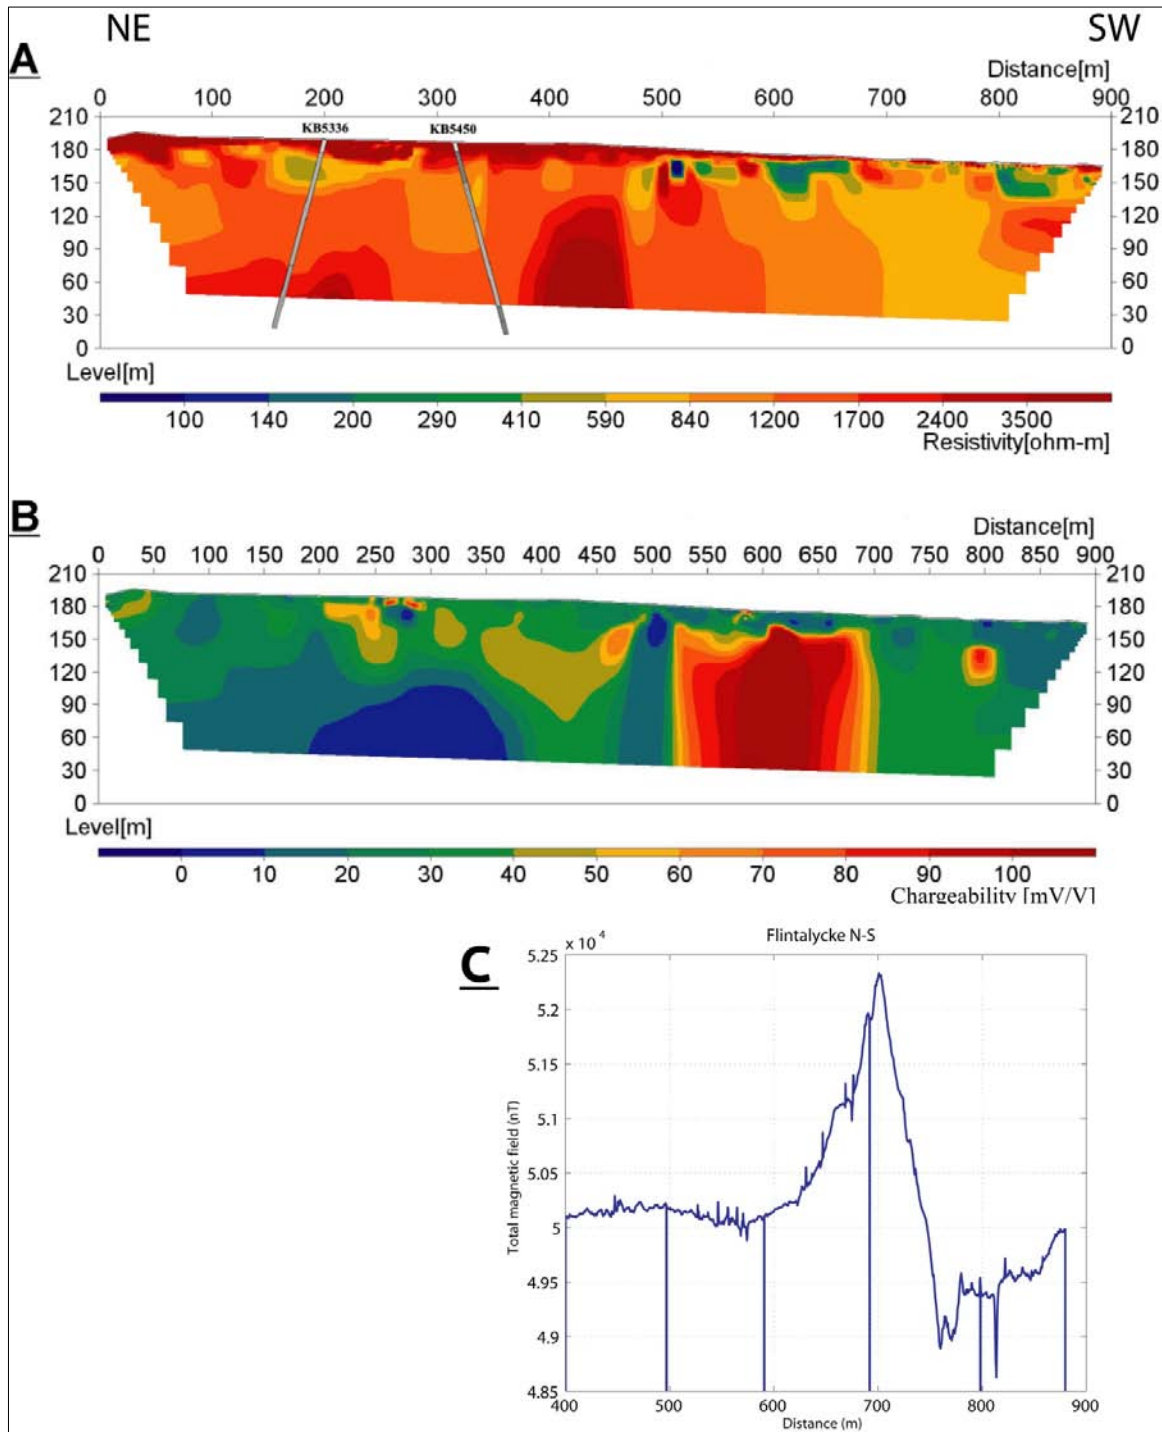 NE SW
A
Distance[m]
0 100 200 300 400 500 600 700 800 900
210 210
KB5336 KB5450
180 180
150 150
120 120
90 90
60 60
30 30
0 0
Level[m]
100 140 200 290 410 590 840 1200 1700 2400 3500
Resistivity[ohm-m]
B
Distance[m]
0 50 100 150 200 250 300 350 400 450 500 550 600 650 700 750 800 850 900
210 210
180 180
150 150
120 120
90 90
60 60
30 30
0 0
Level[m]
0 10 20 30 40 50 60 70 80 90 100
Chargeability [mV/V]
C
Flintalycke N-S
x 10 4
5.25
5.2
5.15
5.1
5.05
5
4.95
4.9
4.85
Total magnetic field (nT)
400 500 600 700 800 900
Distance (m)